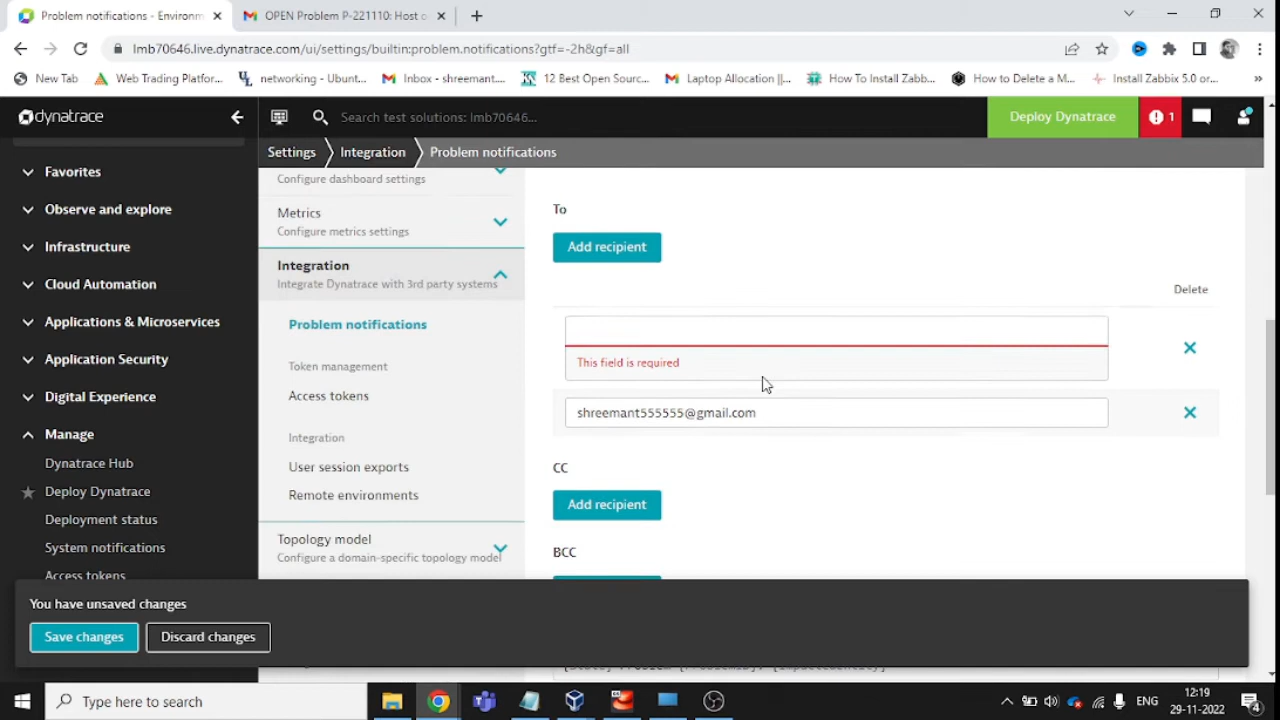 Problem notifications - Environm
OPEN Problem P-221110: Host o
lmb70646.live.dynatrace.com/ui/settings/builtin:problem.notifications?gtf=-2h&gf=all
New Tab
Web Trading Platfor...
networking - Ubunt...
Inbox - shreemant....
12 Best Open Sourc...
Laptop Allocation ||...
How To Install Zabb...
How to Delete a M...
Install Zabbix 5.0 or...
»
dynatrace
Search test solutions: lmb70646...
Deploy Dynatrace
1
Settings
Integration
Problem notifications
Favorites
Observe and explore
Infrastructure
Cloud Automation
Applications & Microservices
Application Security
Digital Experience
Manage
Dynatrace Hub
Deploy Dynatrace
Deployment status
System notifications
Access tokens
Configure dashboard settings
Metrics
Configure metrics settings
Integration
Integrate Dynatrace with 3rd party systems
Problem notifications
Token management
Access tokens
Integration
User session exports
Remote environments
Topology model
Configure a domain-specific topology model
To
Add recipient
Delete
This field is required
shreemant555555@gmail.com
CC
Add recipient
BCC
You have unsaved changes
Save changes
Discard changes
Type here to search
ENG
12:19
29-11-2022
4